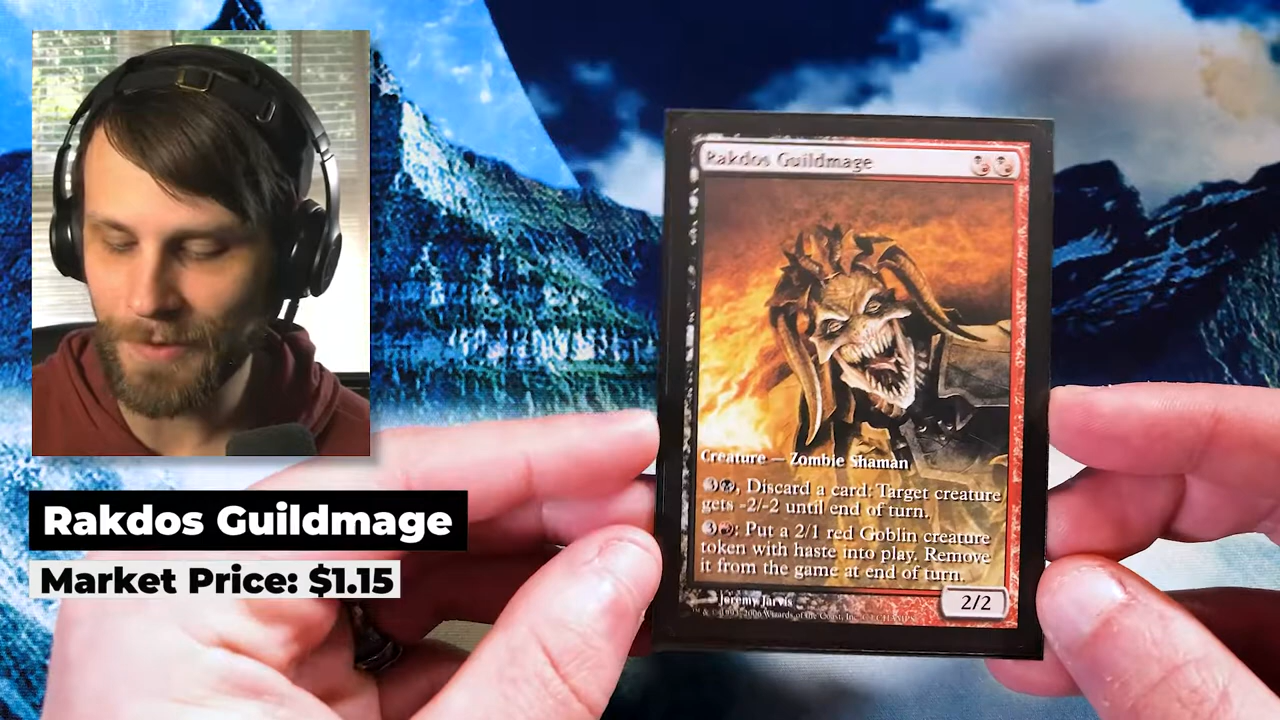 Rakdos Guildmage
Creature — Zombie Shaman
, Discard a card: Target creature
gets -2/-2 until end of turn.
: Put a 2/1 red Goblin creature
token with haste into play. Remove
it from the game at end of turn.
Jeremy Jarvis
2/2
Rakdos Guildmage
Market Price: $1.15